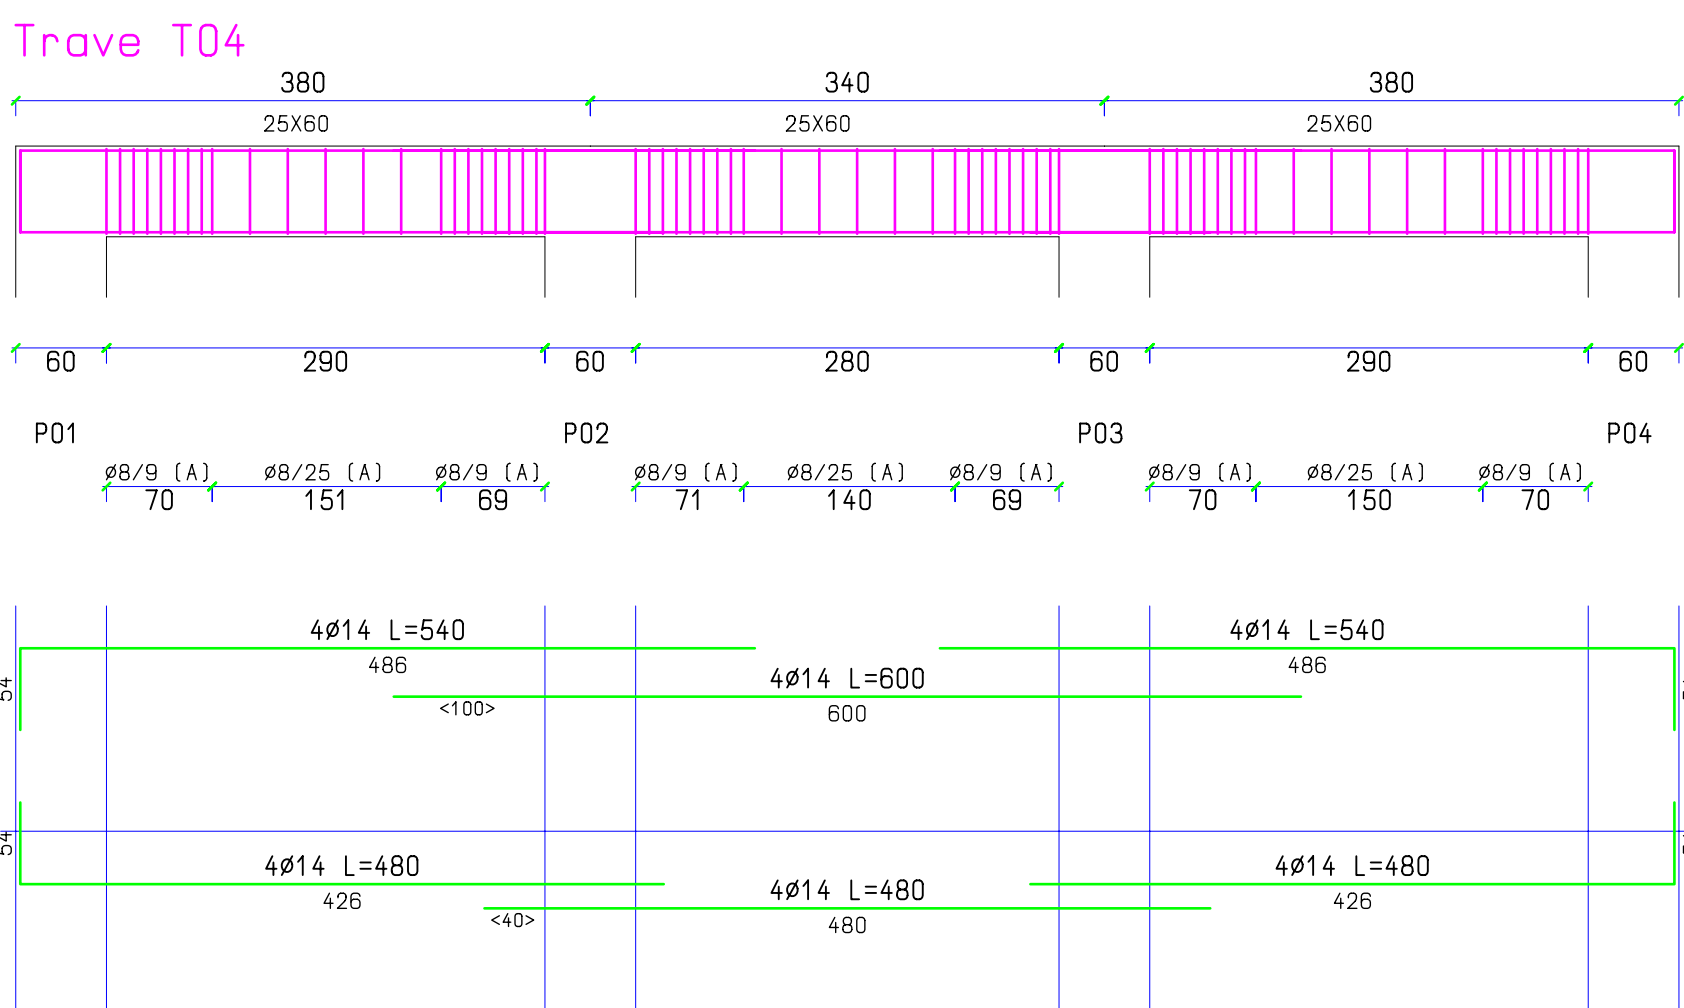 Trave T04
380 340 380
25X60 25X60 25X60
60 290 60 280 60 290 60
P01 P02 P03 P04
ø8/9 (A) ø8/25 (A) ø8/9 (A) ø8/9 (A) ø8/25 (A) ø8/9 (A) ø8/9 (A) ø8/25 (A) ø8/9 (A)
70 151 69 71 140 69 70 150 70
4ø14 L=540 4ø14 L=540
486 486
54
4ø14 L=600
<100> 600
54
4ø14 L=480 4ø14 L=480
426 426
4ø14 L=480
<40> 480